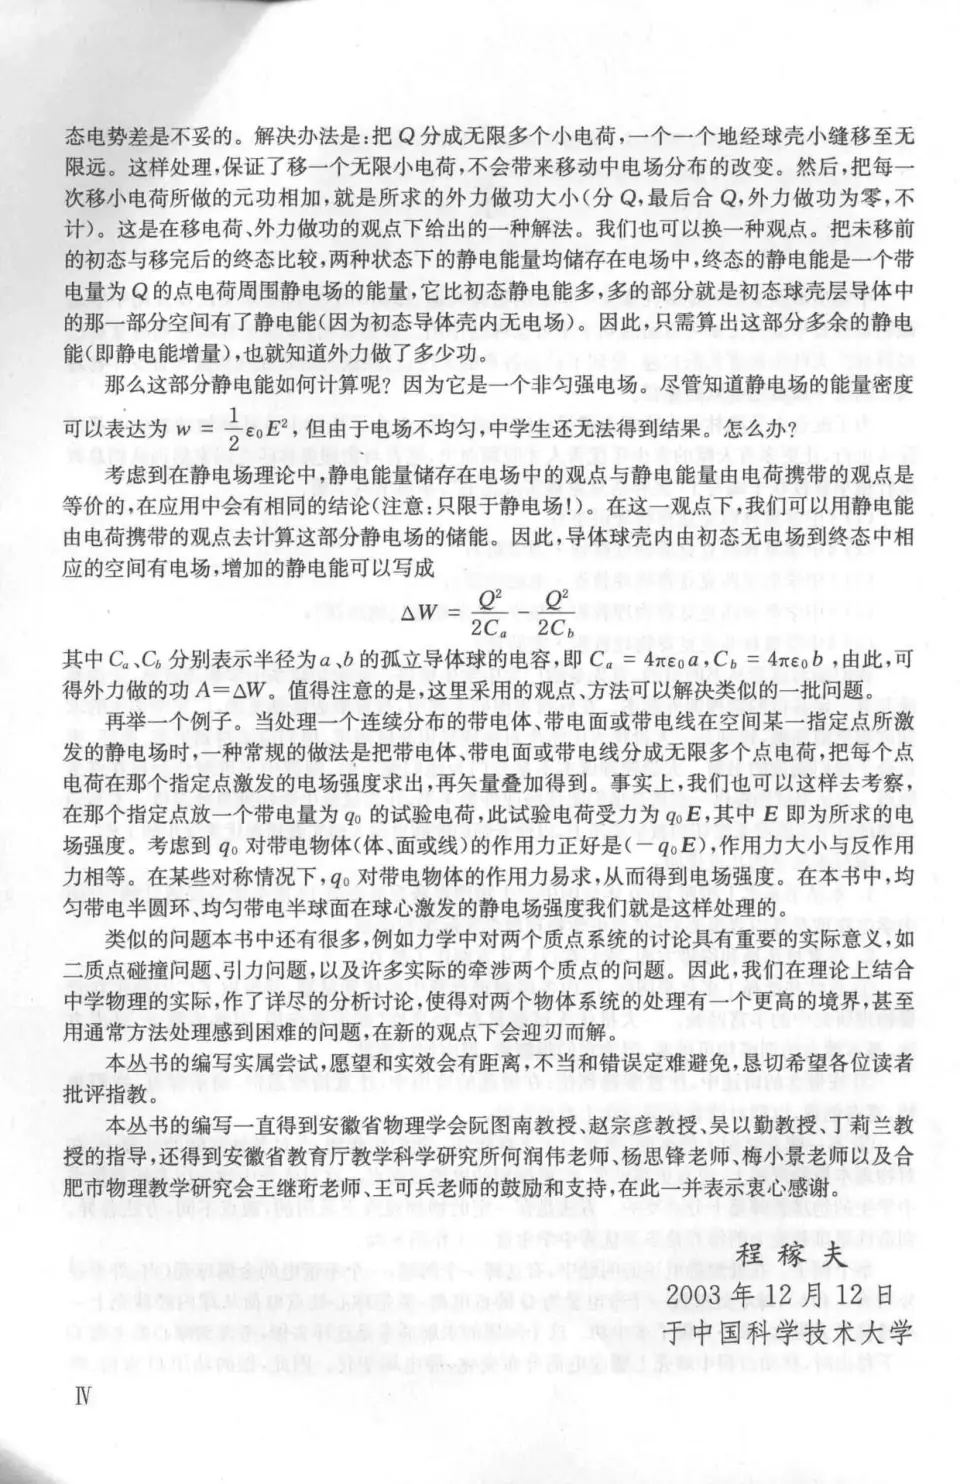 态电势差是不妥的。解决办法是:把 Q 分成无限多个小电荷,一个一个地经球壳小缝移至无
限远。这样处理,保证了移一个无限小电荷,不会带来移动中电场分布的改变。然后,把每一
次移小电荷所做的元功相加,就是所求的外力做功大小(分 Q,最后合 Q,外力做功为零,不
计)。这是在移电荷、外力做功的观点下给出的一种解法。我们也可以换一种观点。把未移前
的初态与移完后的终态比较,两种状态下的静电能量均储存在电场中,终态的静电能是一个带
电量为 Q 的点电荷周围静电场的能量,它比初态静电能多,多的部分就是初态球壳层导体中
的那一部分空间有了静电能(因为初态导体壳内无电场)。因此,只需算出这部分多余的静电
能(即静电能增量),也就知道外力做了多少功。
那么这部分静电能如何计算呢？因为它是一个非匀强电场。尽管知道静电场的能量密度
可以表达为 w = \frac{1}{2}ε₀E²,但由于电场不均匀,中学生还无法得到结果。怎么办?
考虑到在静电场理论中,静电能量储存在电场中的观点与静电能量由电荷携带的观点是
等价的,在应用中会有相同的结论(注意:只限于静电场!)。在这一观点下,我们可以用静电能
由电荷携带的观点去计算这部分静电场的储能。因此,导体球壳内由初态无电场到终态中相
应的空间有电场,增加的静电能可以写成
△W = \frac{Q²}{2C_a} - \frac{Q²}{2C_b}
其中 C_a、C_b 分别表示半径为 a、b 的孤立导体球的电容,即 C_a = 4πε₀a,C_b = 4πε₀b,由此,可
得外力做的功 A=△W。值得注意的是,这里采用的观点、方法可以解决类似的一批问题。
再举一个例子。当处理一个连续分布的带电体、带电面或带电线在空间某一指定点所激
发的静电场时,一种常规的做法是把带电体、带电面或带电线分成无限多个点电荷,把每个点
电荷在那个指定点激发的电场强度求出,再矢量叠加得到。事实上,我们也可以这样去考察,
在那个指定点放一个带电量为 q₀ 的试验电荷,此试验电荷受力为 q₀E,其中 E 即为所求的电
场强度。考虑到 q₀ 对带电物体(体、面或线)的作用力正好是(－q₀E),作用力大小与反作用
力相等。在某些对称情况下,q₀ 对带电物体的作用力易求,从而得到电场强度。在本书中,均
匀带电半圆环、均匀带电半球面在球心激发的静电场强度我们就是这样处理的。
类似的问题本书中还有很多,例如力学中对两个质点系统的讨论具有重要的实际意义,如
二质点碰撞问题、引力问题,以及许多实际的牵涉两个质点的问题。因此,我们在理论上结合
中学物理的实际,作了详尽的分析讨论,使得对两个物体系统的处理有一个更高的境界,甚至
用通常方法处理感到困难的问题,在新的观点下会迎刃而解。
本丛书的编写实属尝试,愿望和实效会有距离,不当和错误定难避免,恳切希望各位读者
批评指教。
本丛书的编写一直得到安徽省物理学会阮图南教授、赵宗彦教授、吴以勤教授、丁莉兰教
授的指导,还得到安徽省教育厅教学科学研究所何润伟老师、杨思锋老师、梅小景老师以及合
肥市物理教学研究会王继珩老师、王可兵老师的鼓励和支持,在此一并表示衷心感谢。
程稼夫
2003 年 12 月 12 日
于中国科学技术大学
Ⅳ